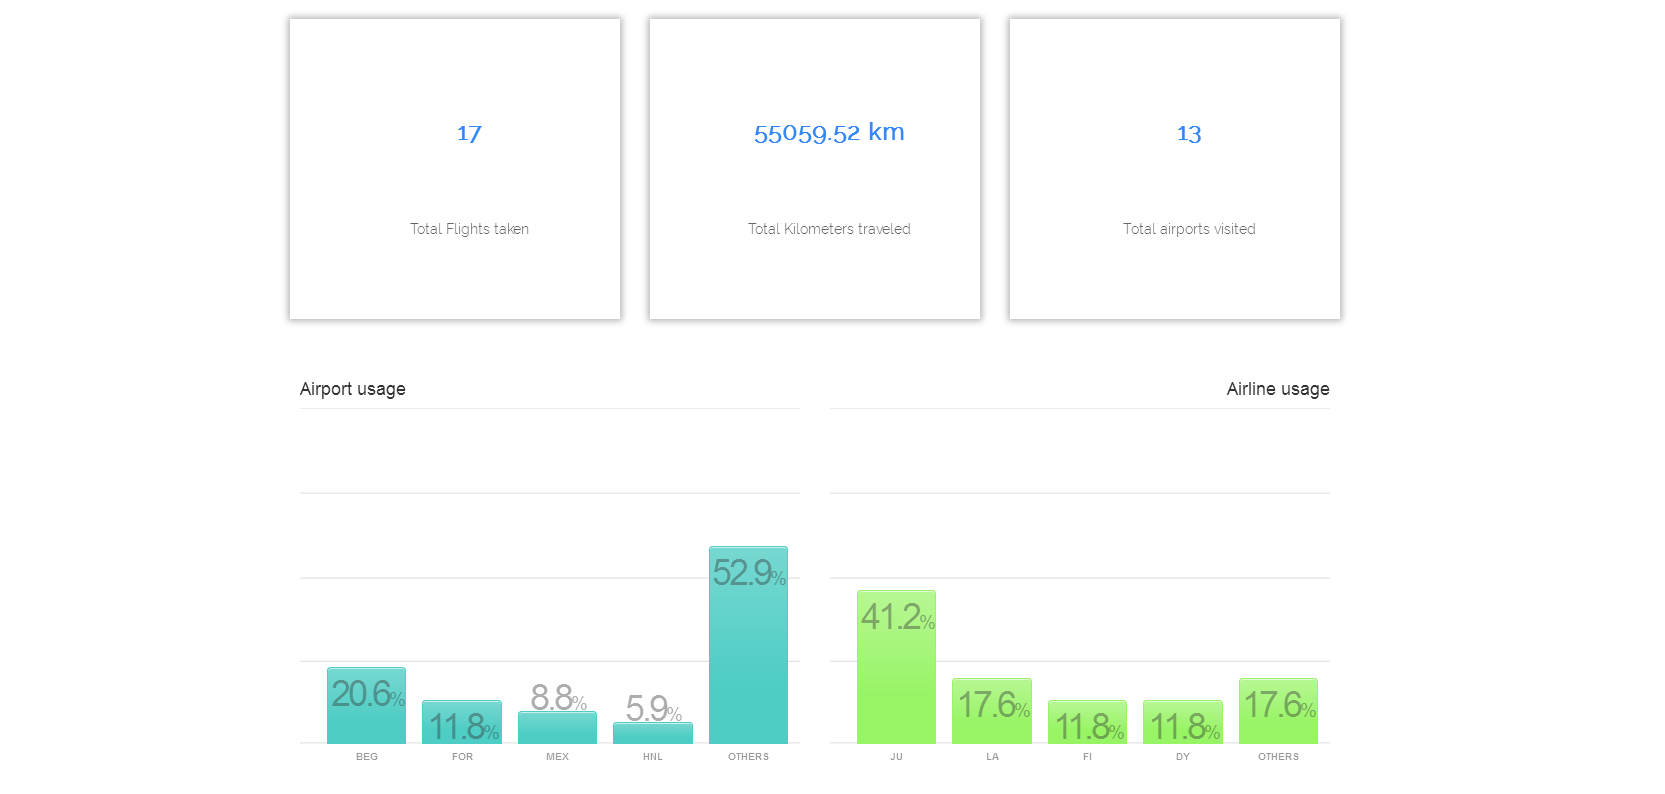 17
55059.52 km
13
Total Flights taken
Total Kilometers traveled
Total airports visited
Airport usage
Airline usage
20.6%
11.8%
8.8%
5.9%
52.9%
BEG
FOR
MEX
HNL
OTHERS
41.2%
17.6%
11.8%
11.8%
17.6%
JU
LA
FI
DY
OTHERS